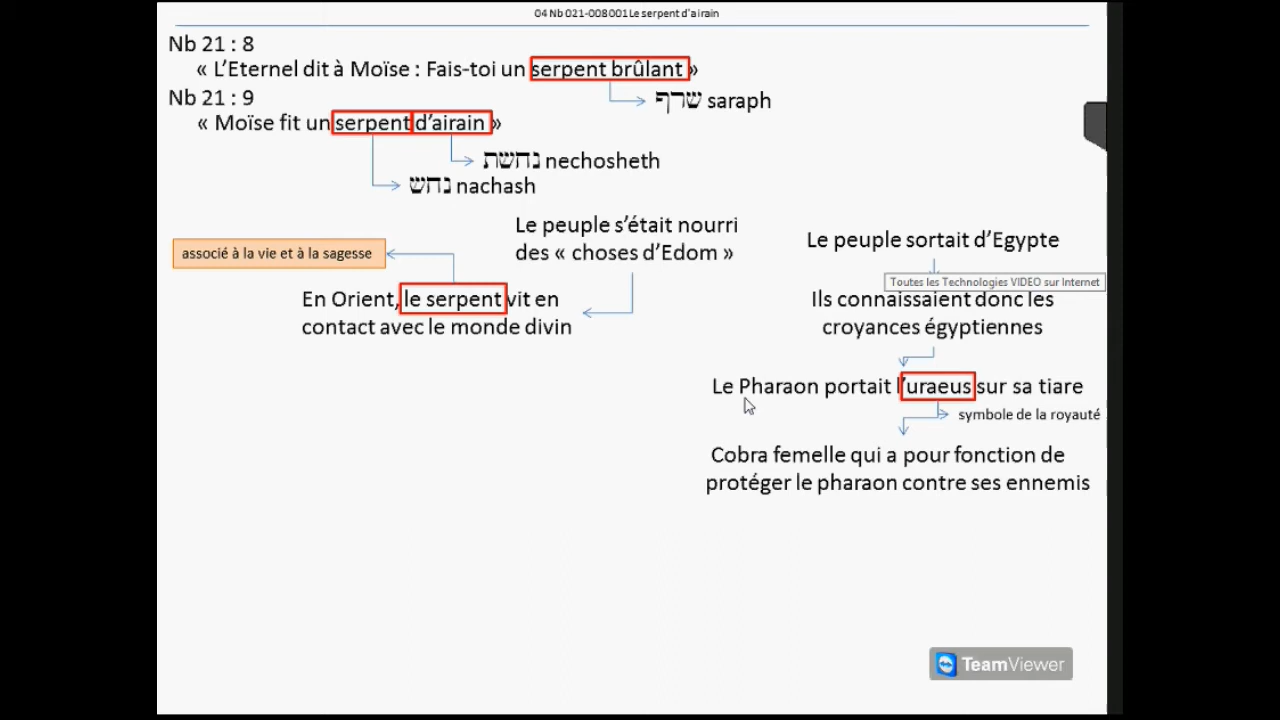 04 Nb 021-008001Le serpent d'airain
Nb 21 : 8
« L'Eternel dit à Moïse : Fais-toi un serpent brûlant »
שרף saraph
Nb 21 : 9
« Moïse fit un serpent d'airain »
נחשת nechosheth
נחש nachash
Le peuple s'était nourri
des « choses d'Edom »
associé à la vie et à la sagesse
En Orient, le serpent vit en
contact avec le monde divin
Le peuple sortait d'Egypte
Toutes les Technologies VIDEO sur Internet
Ils connaissaient donc les
croyances égyptiennes
Le Pharaon portait l'uraeus sur sa tiare
symbole de la royauté
Cobra femelle qui a pour fonction de
protéger le pharaon contre ses ennemis
TeamViewer